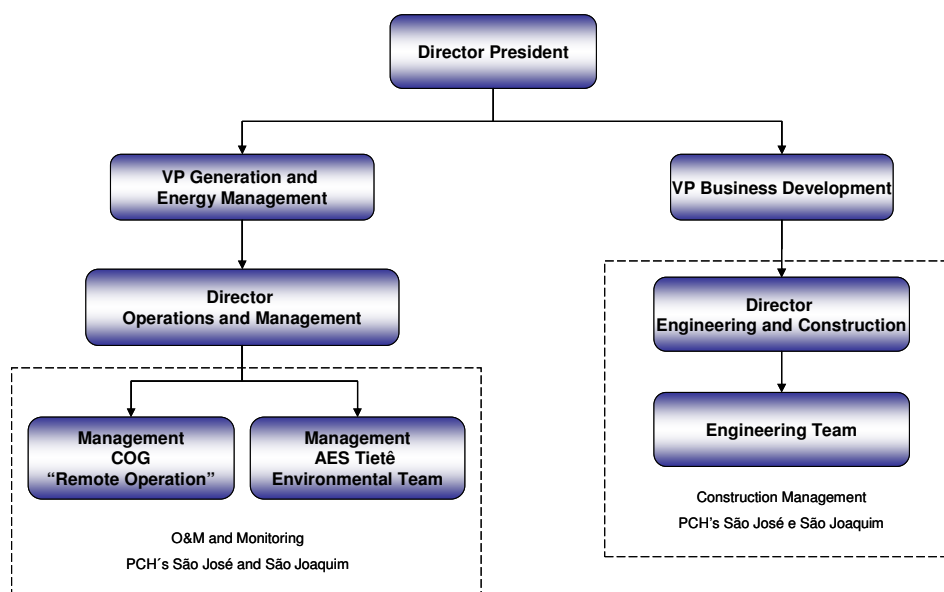 Director President
VP Generation and
Energy Management
VP Business Development
Director
Operations and Management
Director
Engineering and Construction
Management
COG
“Remote Operation”
Management
AES Tietê
Environmental Team
Engineering Team
O&M and Monitoring
PCH´s São José and São Joaquim
Construction Management
PCH’s São José e São Joaquim